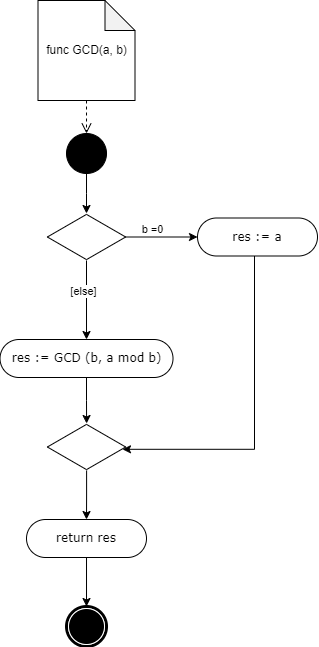 func GCD(a, b)
b =0
res := a
[else]
res := GCD (b, a mod b)
return res